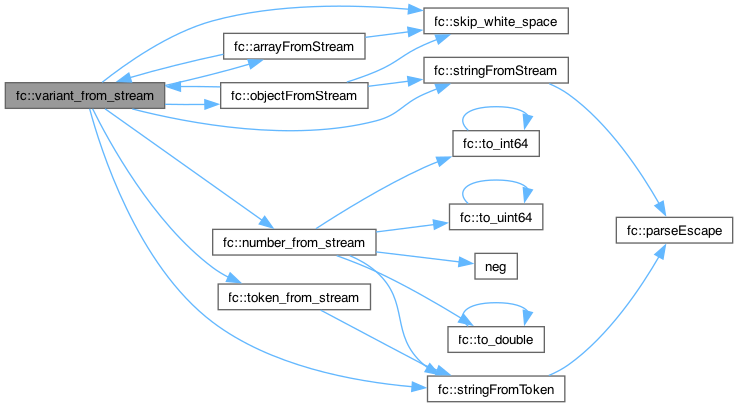 fc::variant_from_stream
fc::arrayFromStream
fc::objectFromStream
fc::skip_white_space
fc::stringFromStream
fc::to_int64
fc::to_uint64
fc::number_from_stream
neg
fc::token_from_stream
fc::to_double
fc::stringFromToken
fc::parseEscape